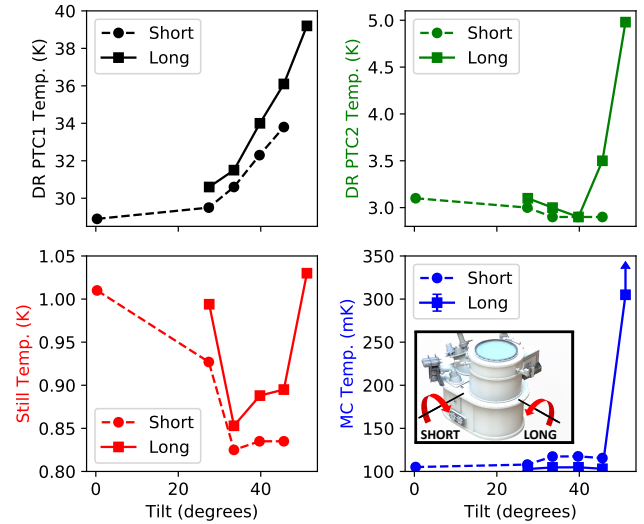 40
38
36
34
32
30
DR PTC1 Temp. (K)
Short
Long
5.0
4.5
4.0
3.5
3.0
DR PTC2 Temp. (K)
Short
Long
1.05
1.00
0.95
0.90
0.85
0.80
Still Temp. (K)
Short
Long
0
20
40
Tilt (degrees)
350
300
250
200
150
100
MC Temp. (mK)
Short
Long
SHORT
LONG
0
20
40
Tilt (degrees)